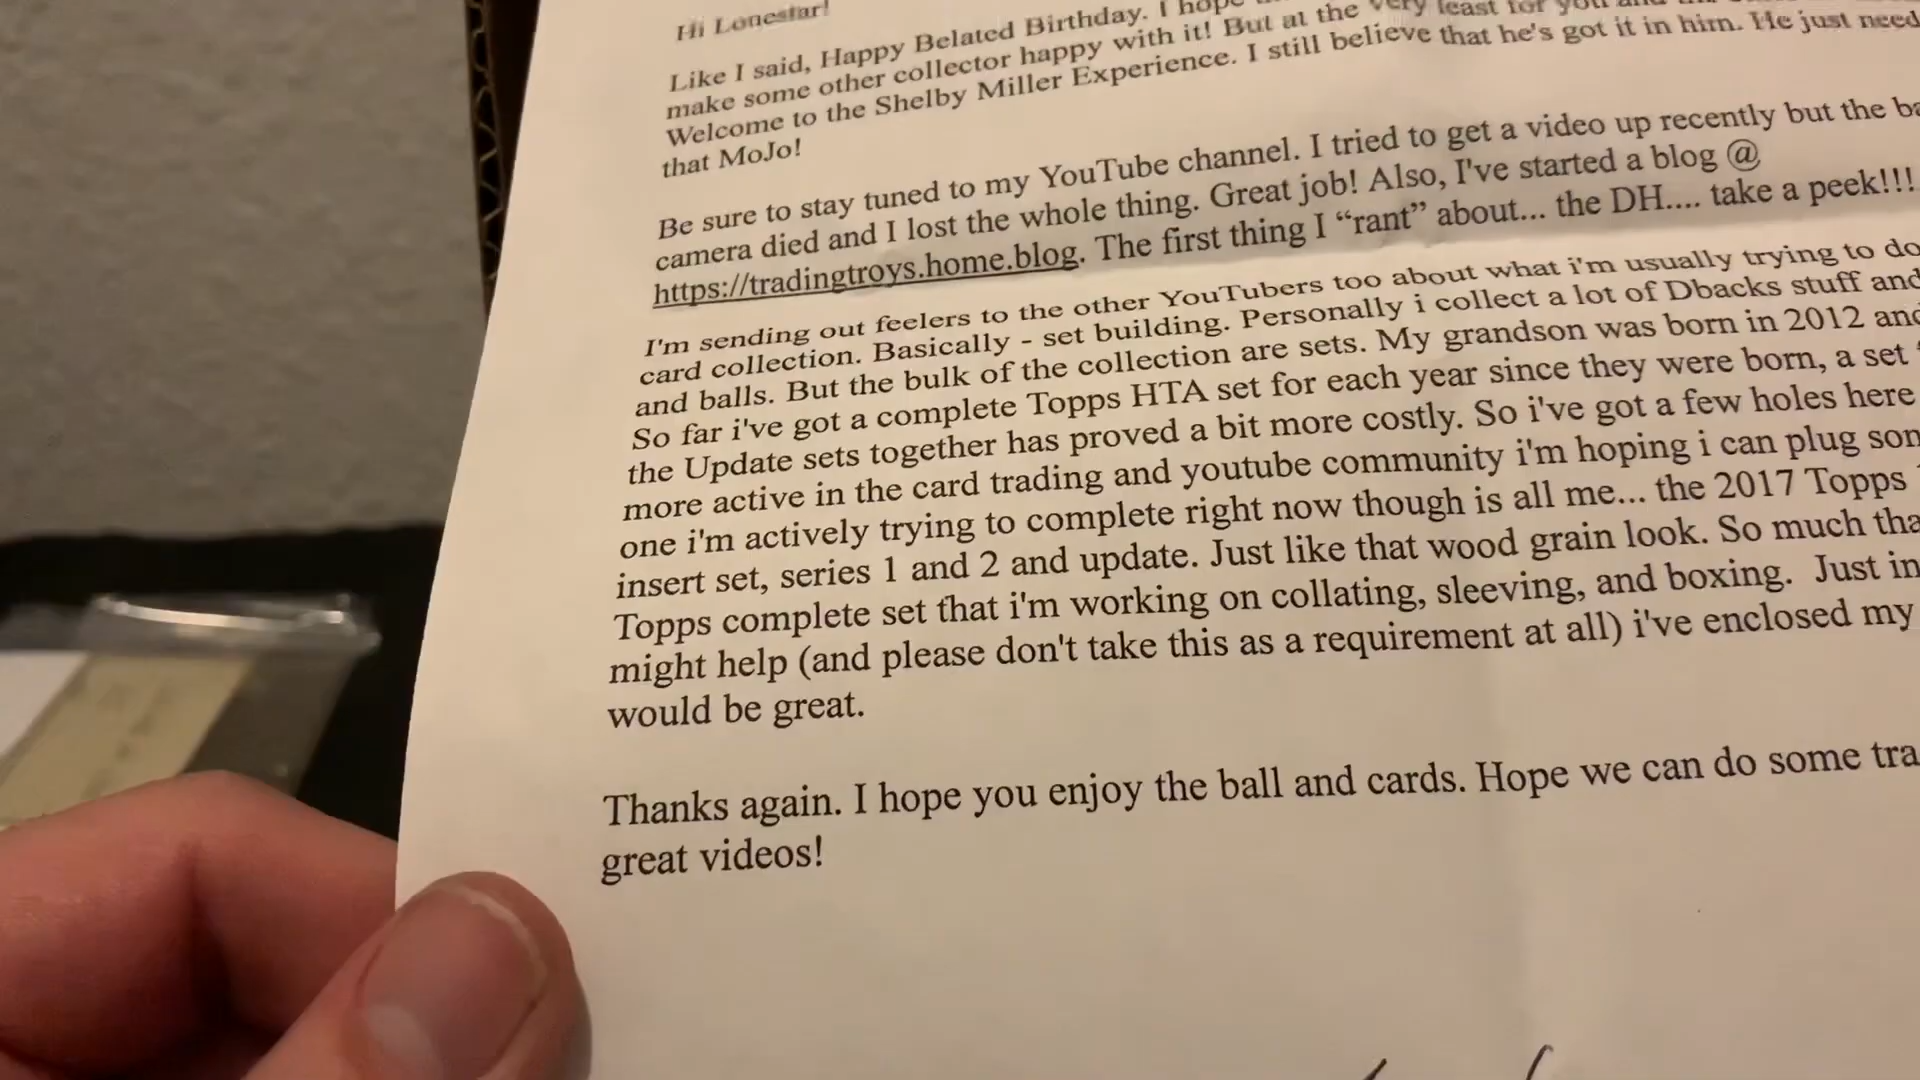 Hi Lonestar!
Like I said, Happy Belated Birthday. I hope
make some other collector happy with it! But at the very least for you and
Welcome to the Shelby Miller Experience. I still believe that he's got it in him. He just need
that MoJo!
Be sure to stay tuned to my YouTube channel. I tried to get a video up recently but the
camera died and I lost the whole thing. Great job! Also, I've started a blog @
https://tradingtroys.home.blog. The first thing I “rant” about... the DH.... take a peek!!!
I'm sending out feelers to the other YouTubers too about what i'm usually trying to do
card collection. Basically - set building. Personally i collect a lot of Dbacks stuff and
and balls. But the bulk of the collection are sets. My grandson was born in 2012 and
So far i've got a complete Topps HTA set for each year since they were born, a set
the Update sets together has proved a bit more costly. So i've got a few holes here
more active in the card trading and youtube community i'm hoping i can plug
one i'm actively trying to complete right now though is all me... the 2017 Topps
insert set, series 1 and 2 and update. Just like that wood grain look. So much
Topps complete set that i'm working on collating, sleeving, and boxing. Just in
might help (and please don't take this as a requirement at all) i've enclosed my
would be great.
Thanks again. I hope you enjoy the ball and cards. Hope we can do some
great videos!